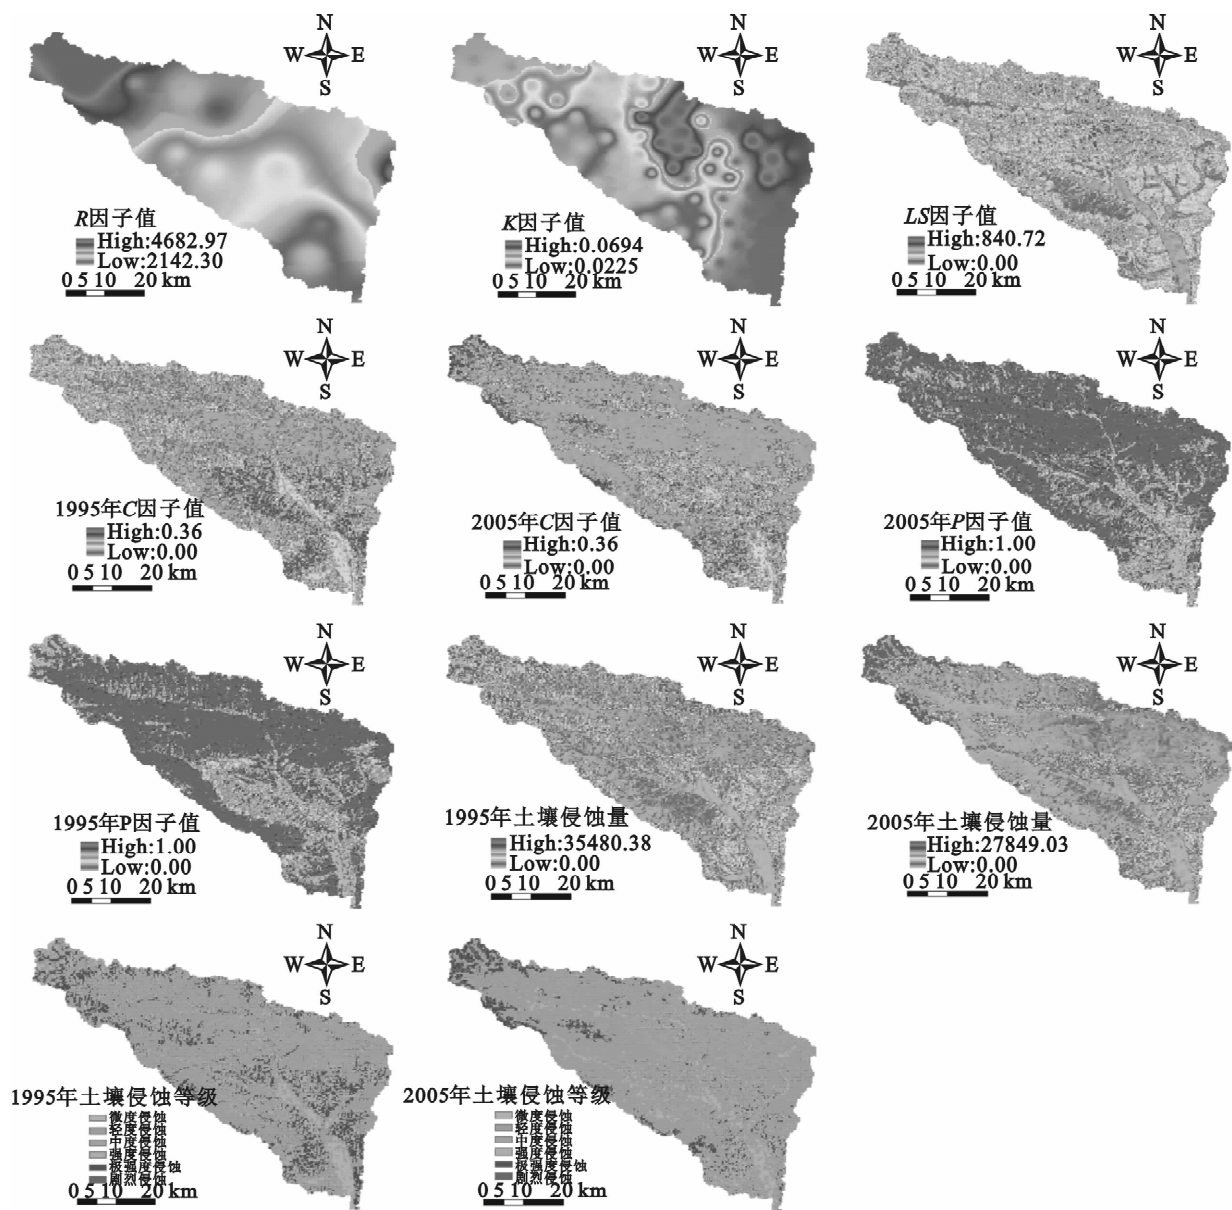 N
W E
S
R因子值
High:4682.97
Low:2142.30
0 5 10 20 km
N
W E
S
K因子值
High:0.0694
Low:0.0225
0 5 10 20 km
N
W E
S
LS因子值
High:840.72
Low:0.00
0 5 10 20 km
N
W E
S
1995年C因子值
High:0.36
Low:0.00
0 5 10 20 km
N
W E
S
2005年C因子值
High:0.36
Low:0.00
0 5 10 20 km
N
W E
S
2005年P因子值
High:1.00
Low:0.00
0 5 10 20 km
N
W E
S
1995年P因子值
High:1.00
Low:0.00
0 5 10 20 km
N
W E
S
1995年土壤侵蚀量
High:35480.38
Low:0.00
0 5 10 20 km
N
W E
S
2005年土壤侵蚀量
High:27849.03
Low:0.00
0 5 10 20 km
N
W E
S
1995年土壤侵蚀等级
微度侵蚀
轻度侵蚀
中度侵蚀
强度侵蚀
极强度侵蚀
剧烈侵蚀
0 5 10 20 km
N
W E
S
2005年土壤侵蚀等级
微度侵蚀
轻度侵蚀
中度侵蚀
强度侵蚀
极强度侵蚀
剧烈侵蚀
0 5 10 20 km